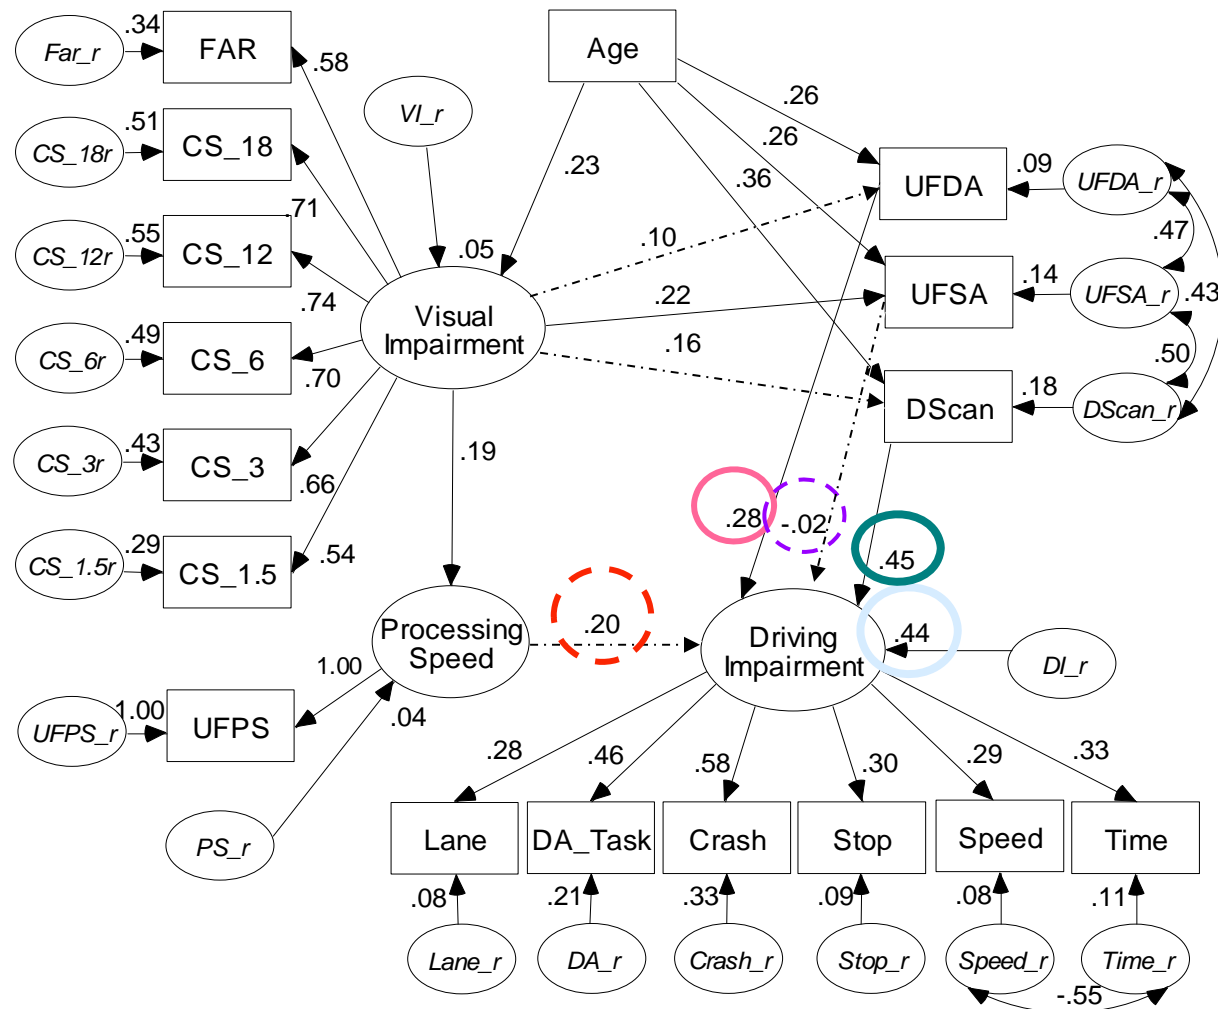 .34
Far_r
FAR
.58
Age
VI_r
.26
.51
CS_18r
CS_18
.26
.23
.36
UFDA
.09
UFDA_r
.71
.55
CS_12r
CS_12
.05
.10
.47
.74
Visual
Impairment
.22
UFSA
.14
UFSA_r
.43
.49
CS_6r
CS_6
.70
.16
.50
DScan
.18
DScan_r
.43
CS_3r
CS_3
.66
.19
.28
-.02
.45
.29
CS_1.5r
CS_1.5
.54
Processing
Speed
.20
Driving
Impairment
.44
DI_r
1.00
1.00
UFPS_r
UFPS
.04
.28
.46
.58
.30
.29
.33
PS_r
Lane
DA_Task
Crash
Stop
Speed
Time
.08
.21
.33
.09
.08
.11
Lane_r
DA_r
Crash_r
Stop_r
Speed_r
Time_r
-.55